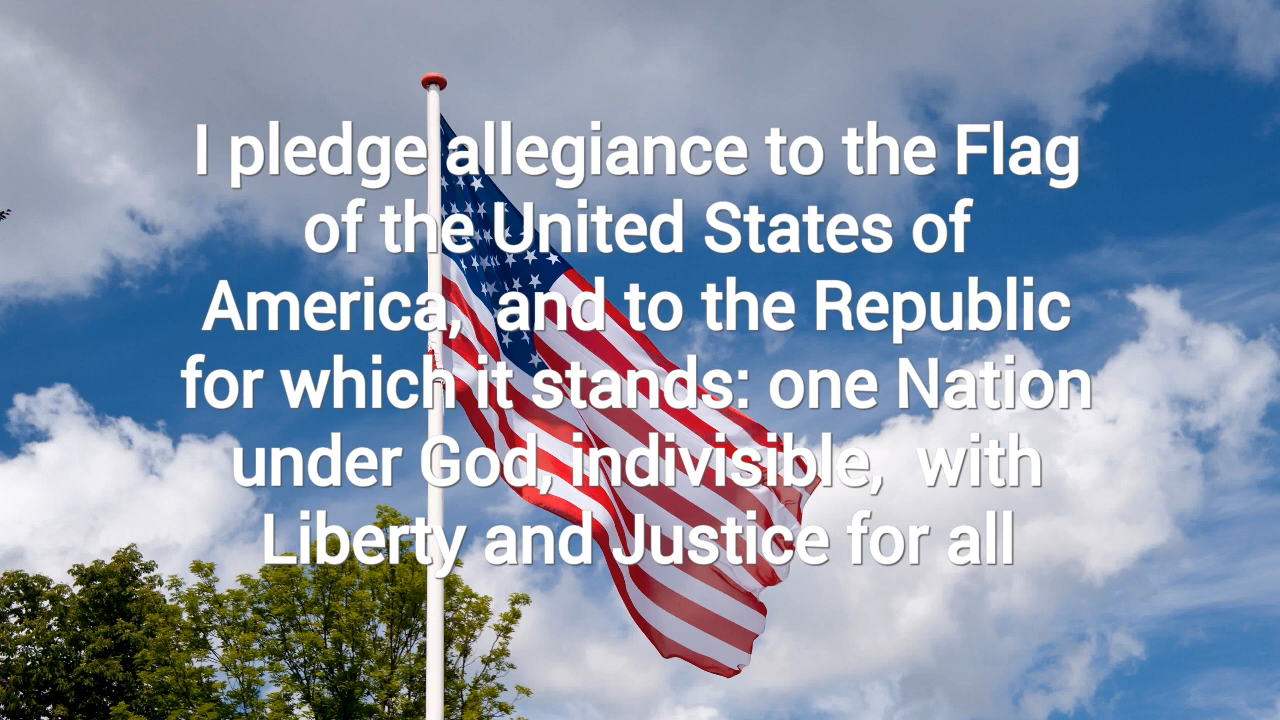 I pledge allegiance to the Flag
of the United States of
America,  and to the Republic
for which it stands: one Nation
under God, indivisible,  with
Liberty and Justice for all